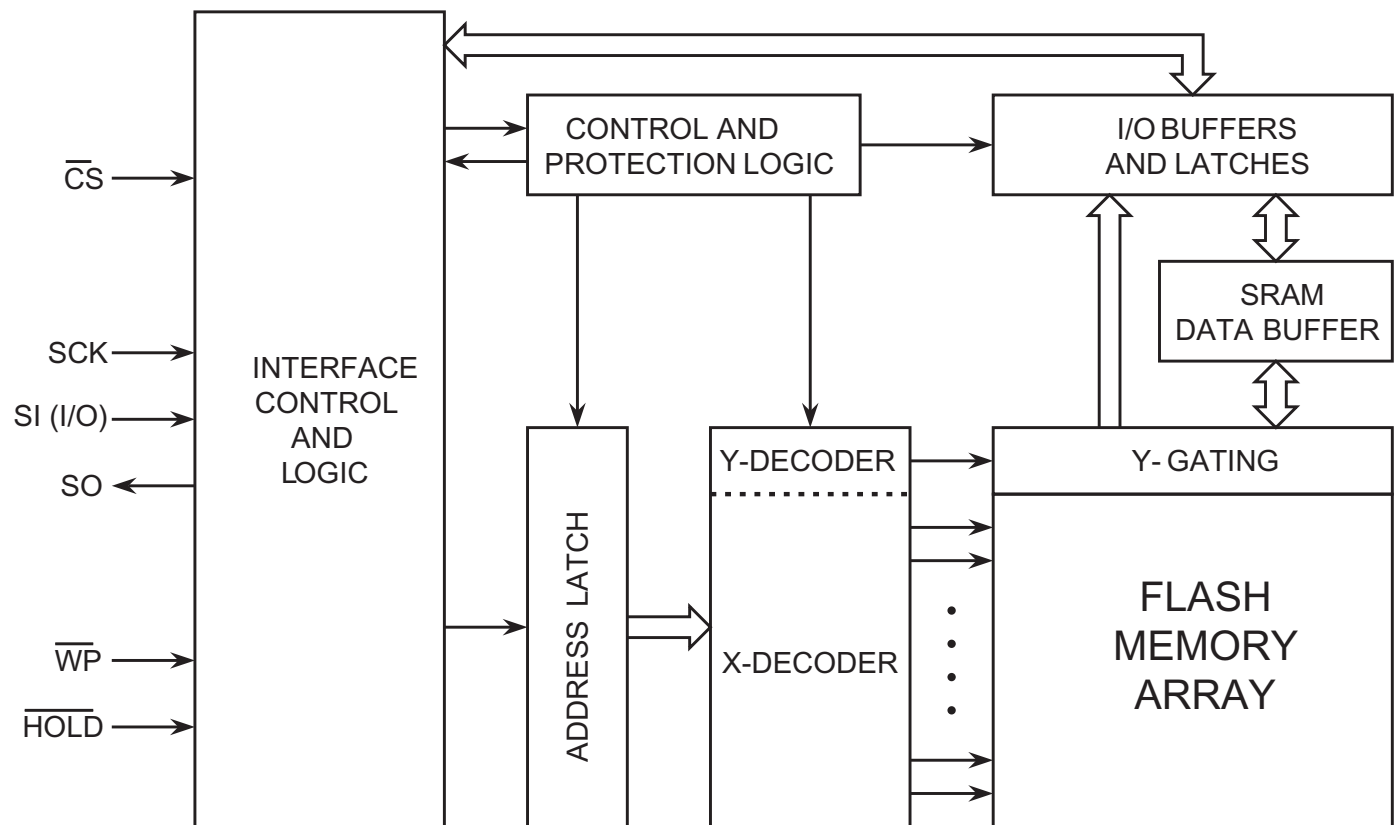 CS
SCK
SI (I/O)
SO
WP
HOLD
INTERFACE
CONTROL
AND
LOGIC
CONTROL AND
PROTECTION LOGIC
I/O BUFFERS
AND LATCHES
SRAM
DATA BUFFER
ADDRESS LATCH
Y-DECODER
X-DECODER
Y- GATING
FLASH
MEMORY
ARRAY